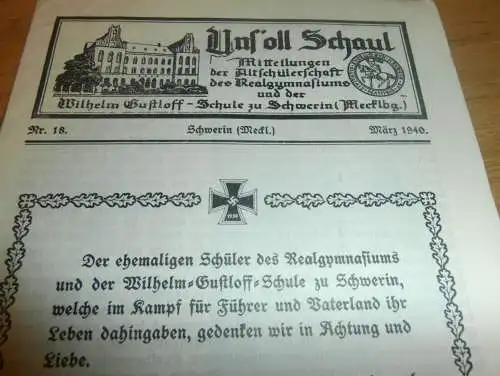 Uns'oll Schaul
Mitteilungen
der Altschülerschaft
des Realgymnasiums
und der
Wilhelm Gustloff - Schule zu Schwerin (Mecklbg.)
Nr. 18.
Schwerin (Meckl.)
März 1940.
1939
Der ehemaligen Schüler des Realgymnasiums
und der Wilhelm-Gustloff-Schule zu Schwerin,
welche im Kampf für Führer und Vaterland ihr
Leben dahingaben, gedenken wir in Achtung und
Liebe.